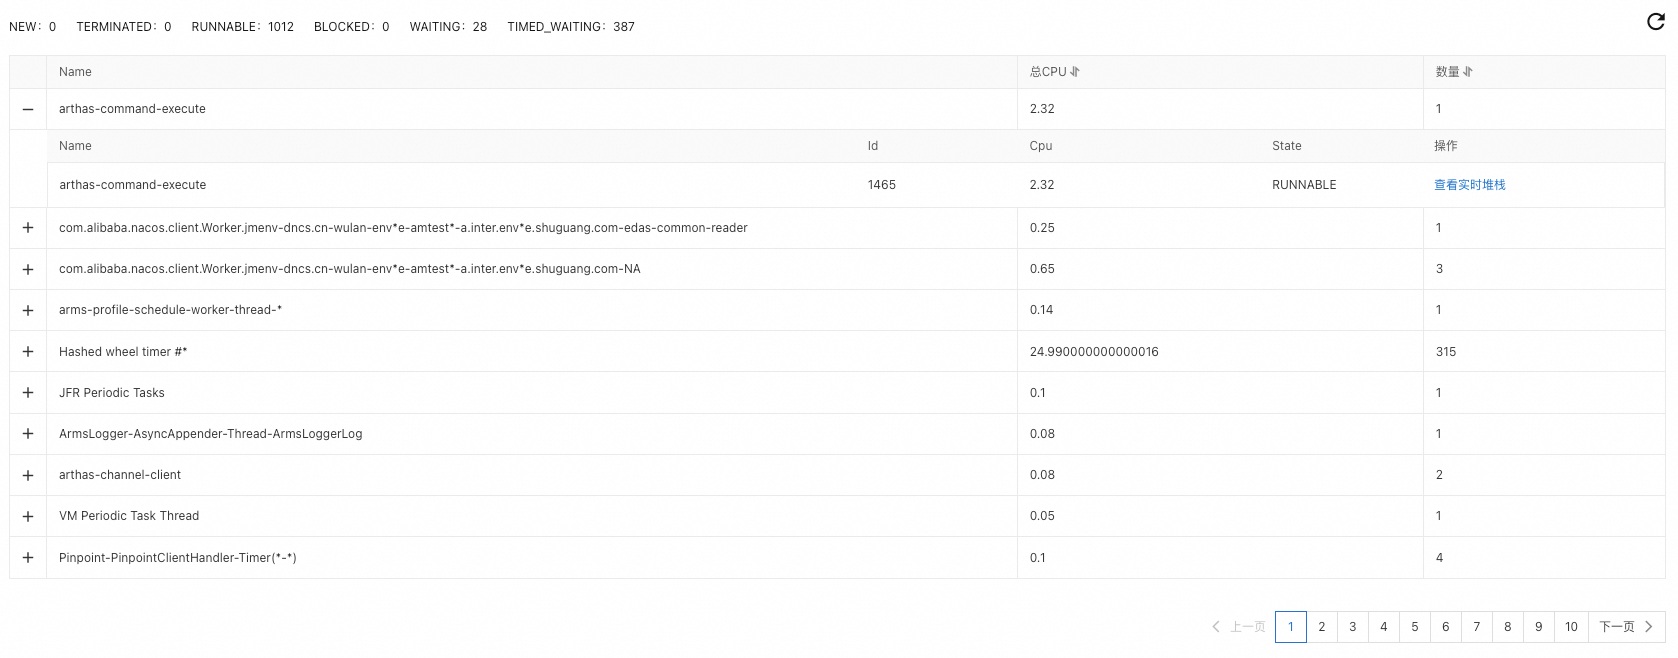 NEW：0 TERMINATED：0 RUNNABLE：1012 BLOCKED：0 WAITING：28 TIMED_WAITING：387
Name 总CPU 数量
arthas-command-execute 2.32 1
Name Id Cpu State 操作
arthas-command-execute 1465 2.32 RUNNABLE 查看实时堆栈
com.alibaba.nacos.client.Worker.jmenv-dncs.cn-wulan-env*e-amtest*-a.inter.env*e.shuguang.com-edas-common-reader 0.25 1
com.alibaba.nacos.client.Worker.jmenv-dncs.cn-wulan-env*e-amtest*-a.inter.env*e.shuguang.com-NA 0.65 3
arms-profile-schedule-worker-thread-* 0.14 1
Hashed wheel timer #* 24.990000000000016 315
JFR Periodic Tasks 0.1 1
ArmsLogger-AsyncAppender-Thread-ArmsLoggerLog 0.08 1
arthas-channel-client 0.08 2
VM Periodic Task Thread 0.05 1
Pinpoint-PinpointClientHandler-Timer(*-*) 0.1 4
上一页 1 2 3 4 5 6 7 8 9 10 下一页